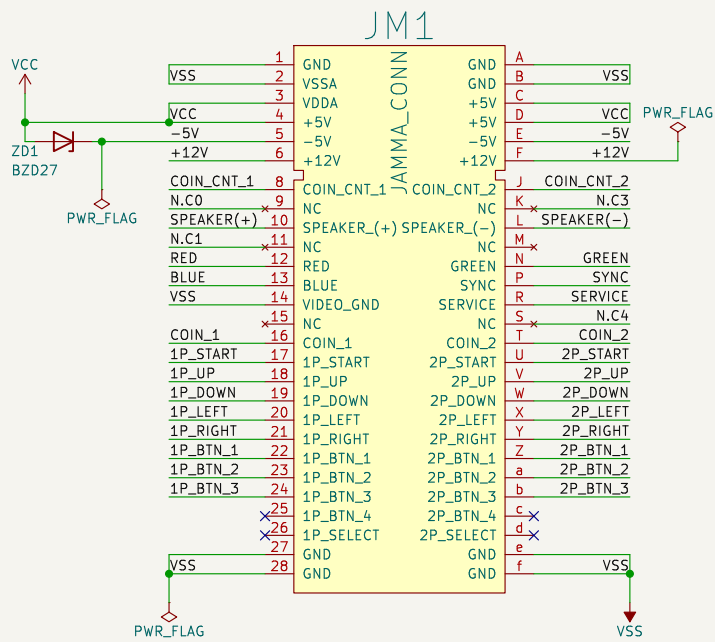 JM1
JAMMA_CONN
VCC
ZD1
BZD27
PWR_FLAG
1 GND GND A
VSS 2 VSSA GND B VSS
3 VDDA +5V C
VCC 4 +5V +5V D VCC
PWR_FLAG
-5V 5 -5V -5V E -5V
+12V 6 +12V +12V F +12V
COIN_CNT_1 8 COIN_CNT_1 COIN_CNT_2 J COIN_CNT_2
N.C0 9 NC NC K N.C3
SPEAKER(+) 10 SPEAKER_(+) SPEAKER_(-) L SPEAKER(-)
N.C1 11 NC NC M
RED 12 RED GREEN N GREEN
BLUE 13 BLUE SYNC P SYNC
VSS 14 VIDEO_GND SERVICE R SERVICE
15 NC NC S N.C4
COIN_1 16 COIN_1 COIN_2 T COIN_2
1P_START 17 1P_START 2P_START U 2P_START
1P_UP 18 1P_UP 2P_UP V 2P_UP
1P_DOWN 19 1P_DOWN 2P_DOWN W 2P_DOWN
1P_LEFT 20 1P_LEFT 2P_LEFT X 2P_LEFT
1P_RIGHT 21 1P_RIGHT 2P_RIGHT Y 2P_RIGHT
1P_BTN_1 22 1P_BTN_1 2P_BTN_1 Z 2P_BTN_1
1P_BTN_2 23 1P_BTN_2 2P_BTN_2 a 2P_BTN_2
1P_BTN_3 24 1P_BTN_3 2P_BTN_3 b 2P_BTN_3
25 1P_BTN_4 2P_BTN_4 c
26 1P_SELECT 2P_SELECT d
27 GND GND e
VSS 28 GND GND f VSS
PWR_FLAG
VSS